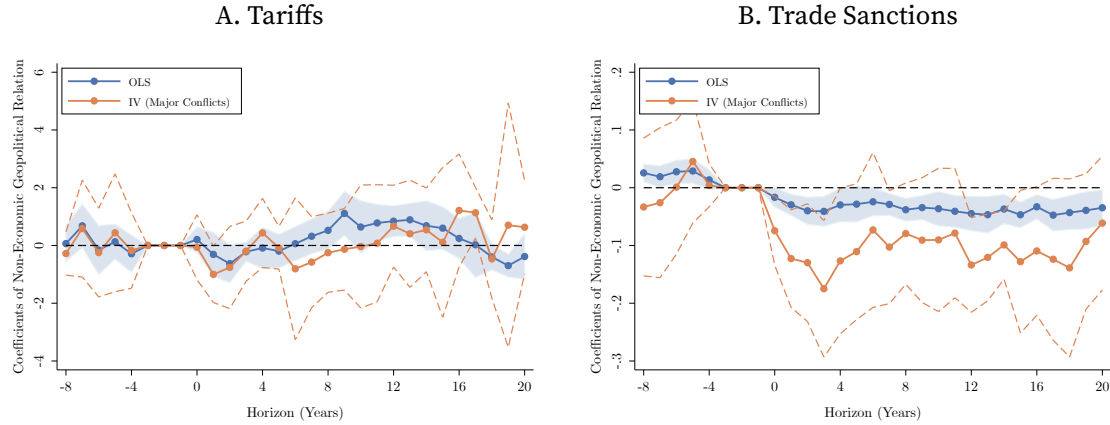 A. Tariffs
Coefficients of Non-Economic Geopolitical Relation
6
4
2
0
-2
-4
OLS
IV (Major Conflicts)
-8 -4 0 4 8 12 16 20
Horizon (Years)
B. Trade Sanctions
Coefficients of Non-Economic Geopolitical Relation
.2
.1
0
-.1
-.2
-.3
OLS
IV (Major Conflicts)
-8 -4 0 4 8 12 16 20
Horizon (Years)